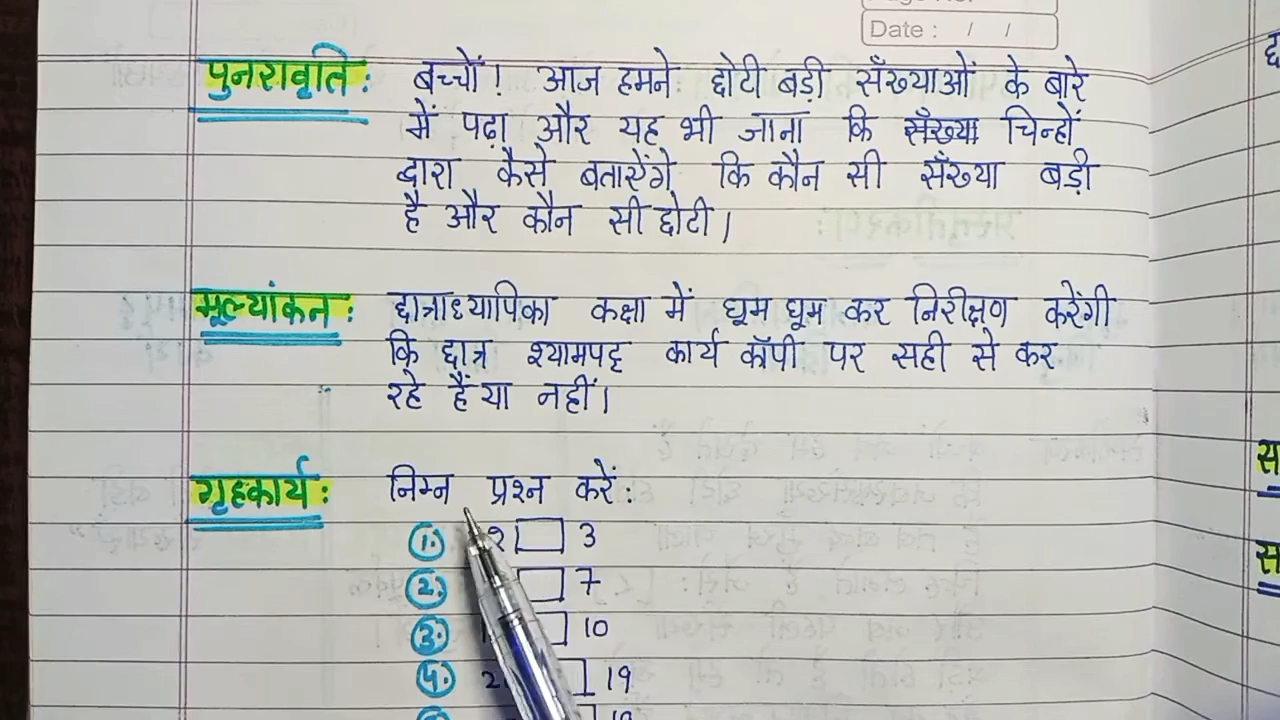 Date : / /
पुनरावृति : बच्चों! आज हमने छोटी बड़ी सँख्याओं के बारे
में पढ़ा और यह भी जाना कि सँख्या चिन्हों
द्वारा कैसे बताऐंगे कि कौन सी सँख्या बड़ी
है और कौन सी छोटी।
मूल्यांकन : छात्राध्यापिका कक्षा में घूम घूम कर निरीक्षण करेंगी
कि छात्र श्यामपट्ट कार्य कॉपी पर सही से कर
रहे हैं या नहीं।
गृहकार्य : निम्न प्रश्न करें :
1. 3
2. 7
3. 10
4. 19